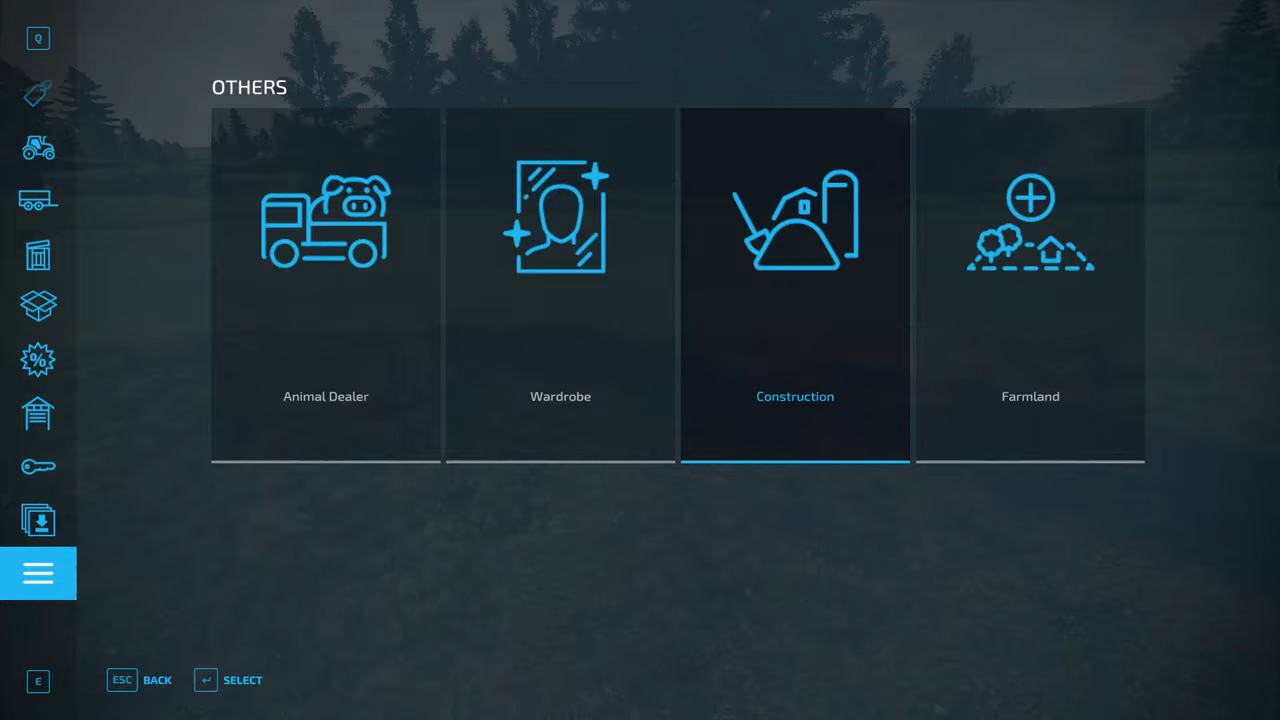 Q
OTHERS
Animal Dealer
Wardrobe
Construction
Farmland
E
ESC BACK
SELECT